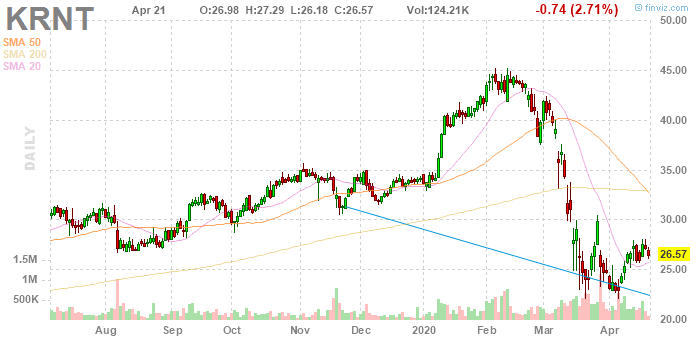 KRNT Apr 21 O:26.98 H:27.29 L:26.18 C:26.57 Vol:124.21K -0.74 (2.71%) © finviz.com
SMA 50
SMA 200
SMA 20
DAILY
50.00
45.00
40.00
35.00
30.00
26.57
25.00
20.00
1.5M
1M
500K
Aug Sep Oct Nov Dec 2020 Feb Mar Apr